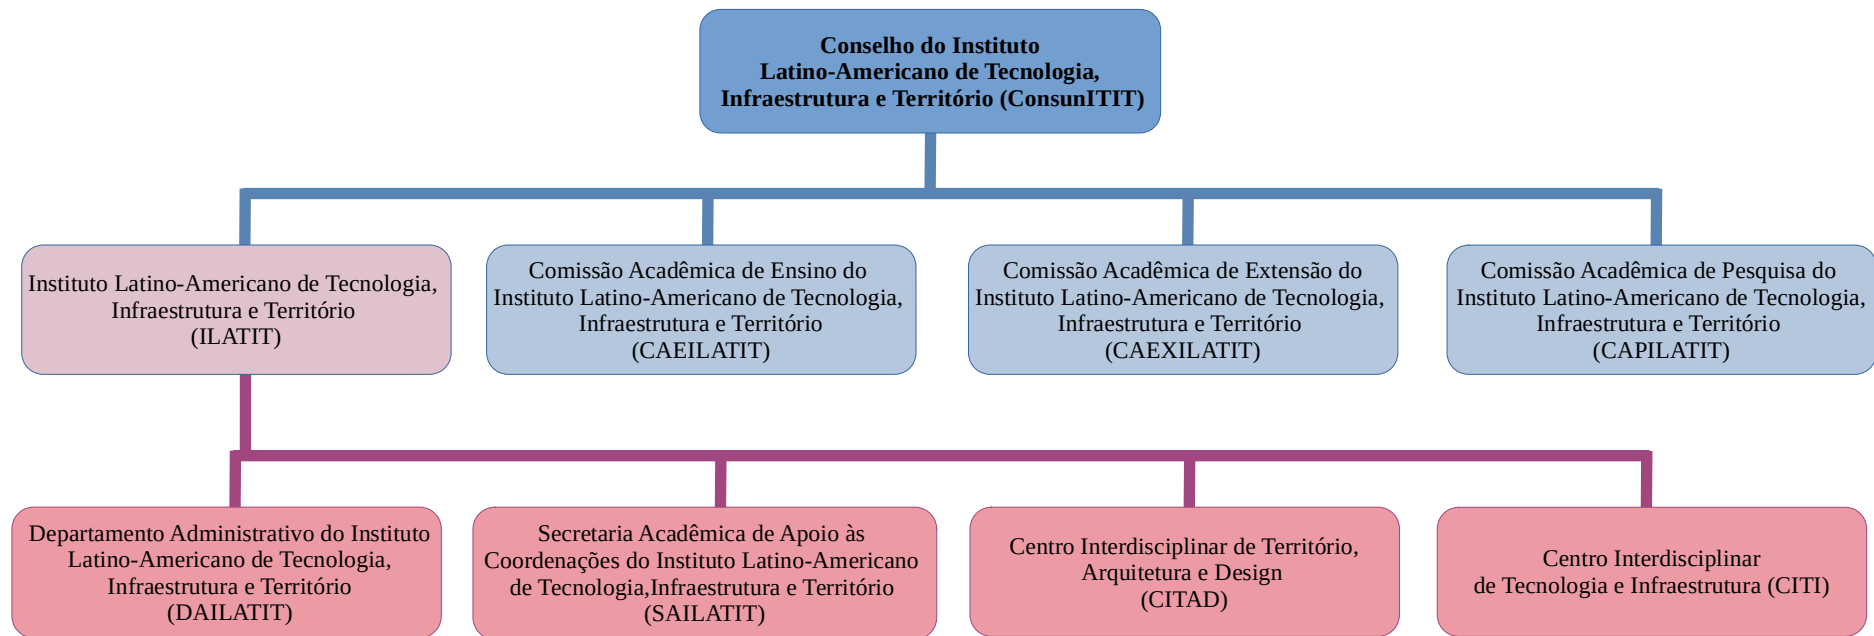 Conselho do Instituto
Latino-Americano de Tecnologia,
Infraestrutura e Território (ConsunITIT)
Instituto Latino-Americano de Tecnologia,
Infraestrutura e Território
(ILATIT)
Comissão Acadêmica de Ensino do
Instituto Latino-Americano de Tecnologia,
Infraestrutura e Território
(CAEILATIT)
Comissão Acadêmica de Extensão do
Instituto Latino-Americano de Tecnologia,
Infraestrutura e Território
(CAEXILATIT)
Comissão Acadêmica de Pesquisa do
Instituto Latino-Americano de Tecnologia,
Infraestrutura e Território
(CAPILATIT)
Departamento Administrativo do Instituto
Latino-Americano de Tecnologia,
Infraestrutura e Território
(DAILATIT)
Secretaria Acadêmica de Apoio às
Coordenações do Instituto Latino-Americano
de Tecnologia,Infraestrutura e Território
(SAILATIT)
Centro Interdisciplinar de Território,
Arquitetura e Design
(CITAD)
Centro Interdisciplinar
de Tecnologia e Infraestrutura (CITI)